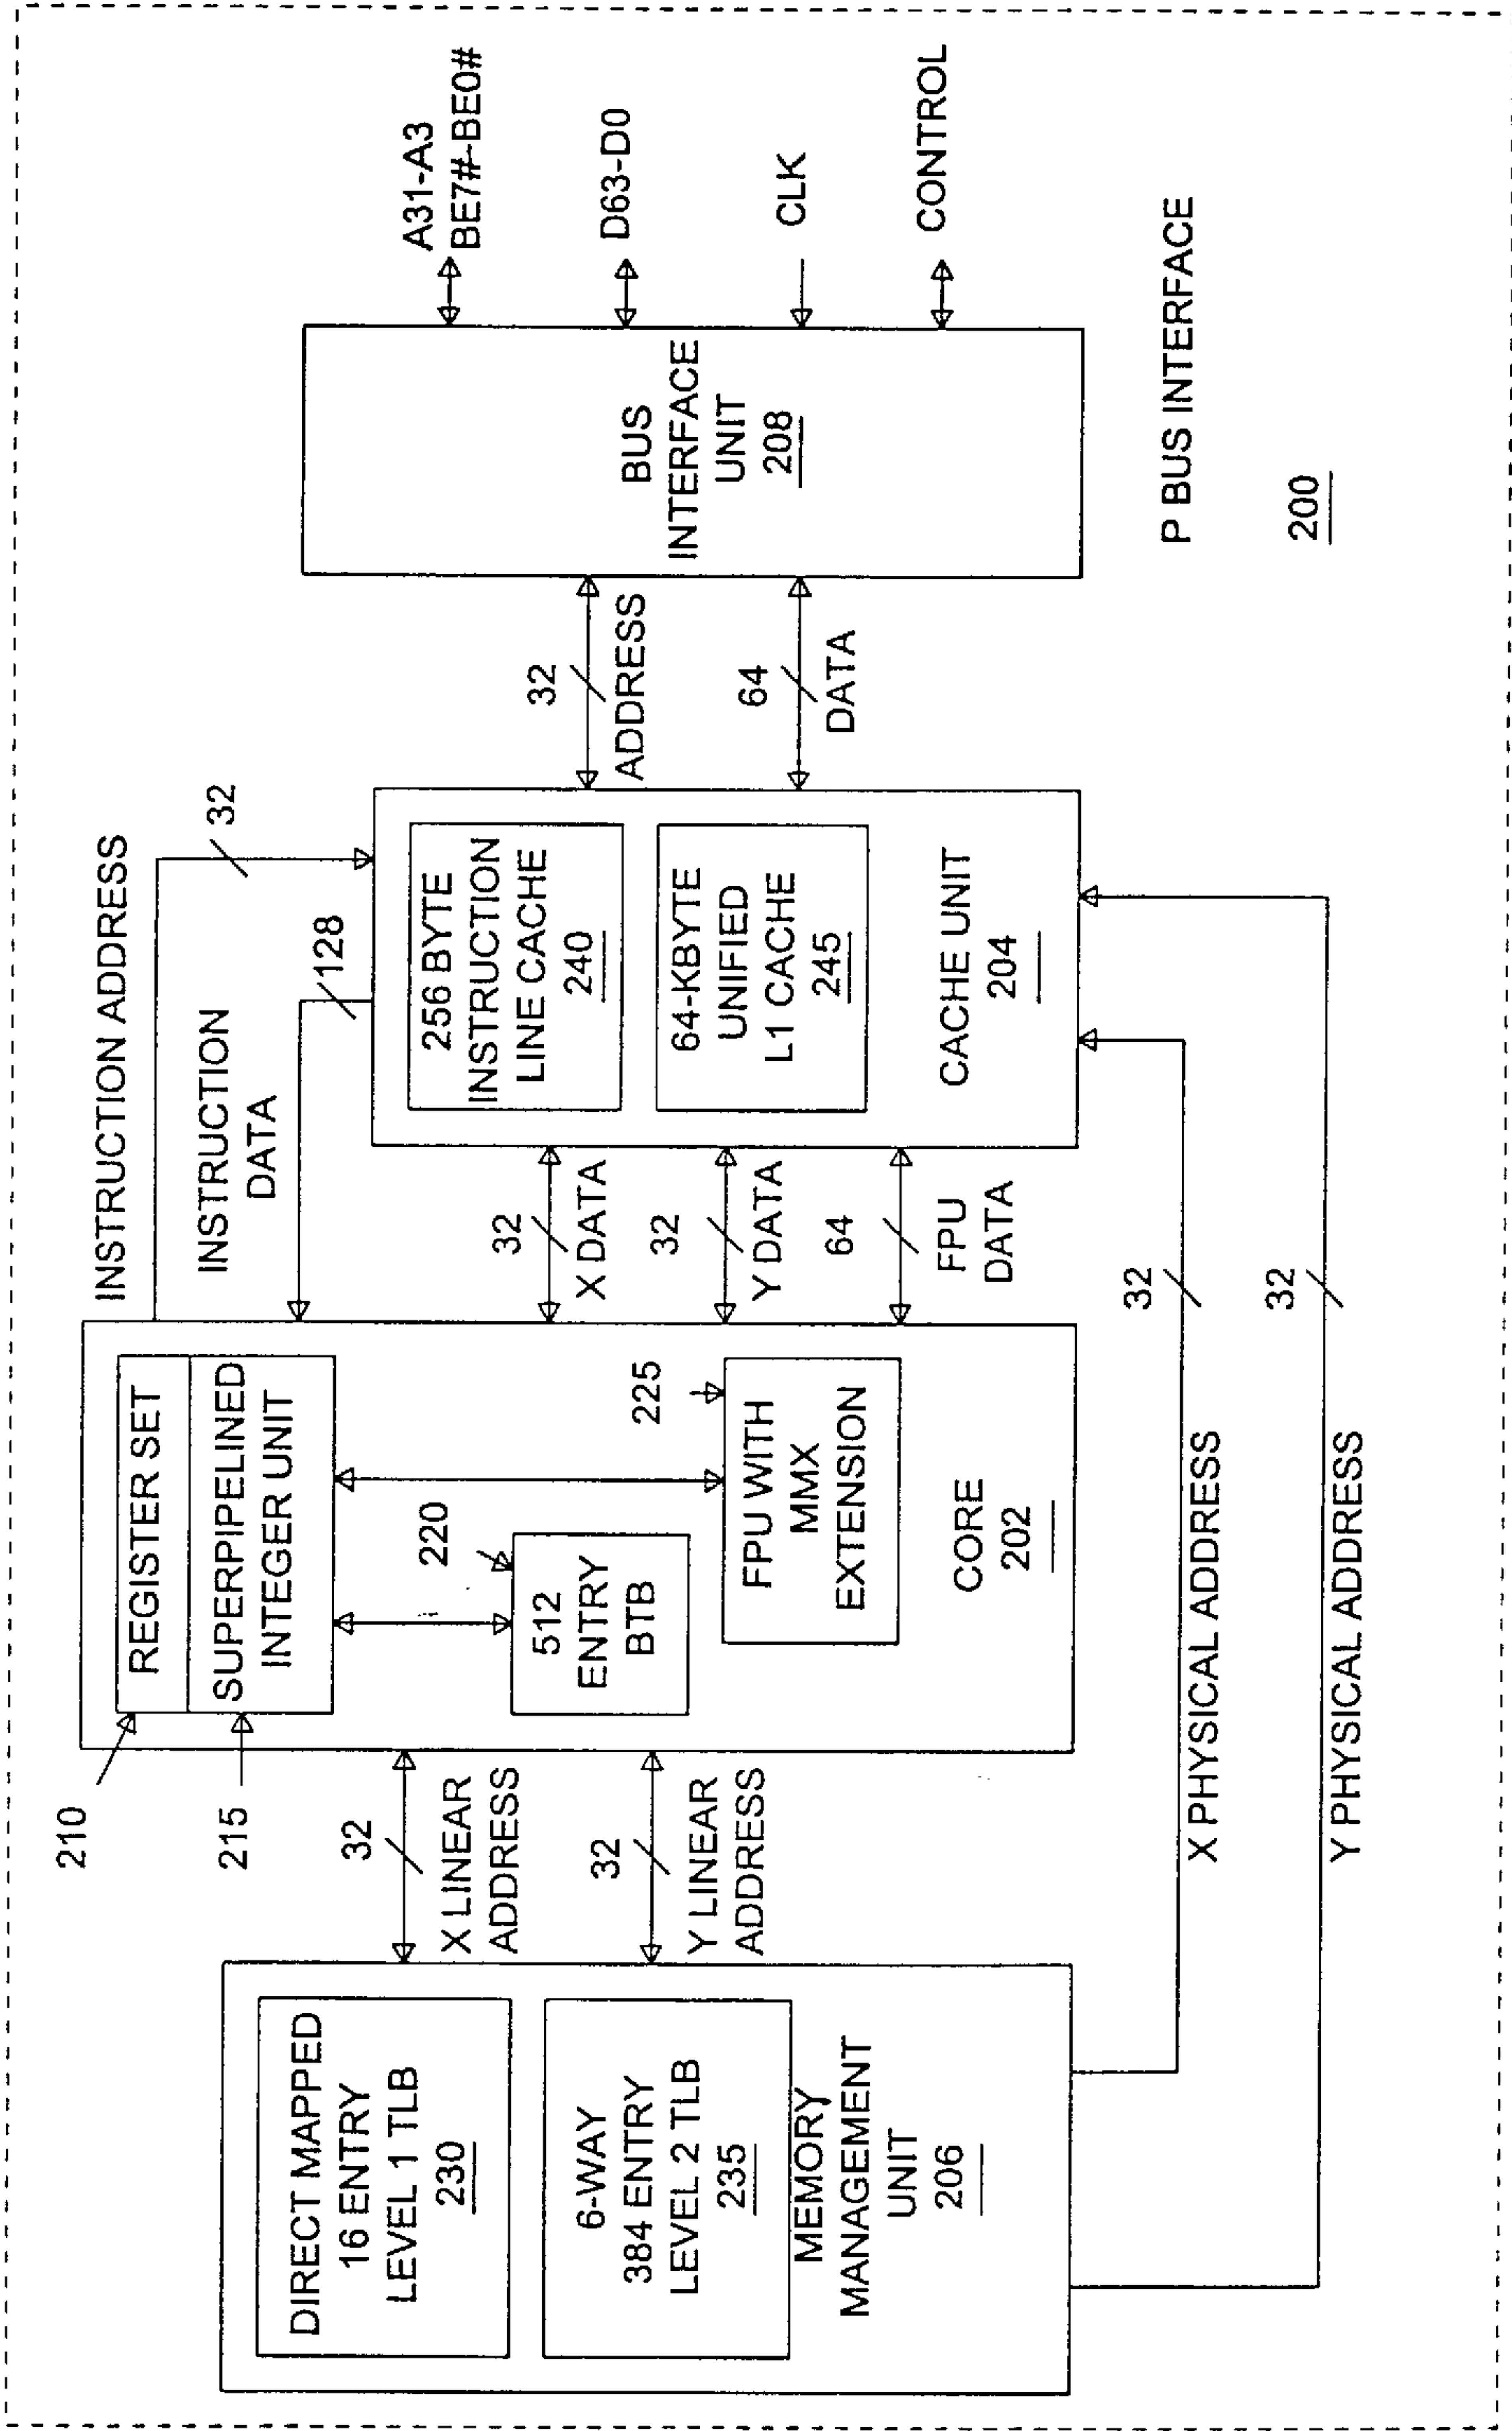 INSTRUCTION ADDRESS
32
INSTRUCTION
DATA
128
210
215
REGISTER SET
SUPERPIPELINED
INTEGER UNIT
220
512
ENTRY
BTB
225
FPU WITH
MMX
EXTENSION
CORE
202
DIRECT MAPPED
16 ENTRY
LEVEL 1 TLB
230
6-WAY
384 ENTRY
LEVEL 2 TLB
235
MEMORY
MANAGEMENT
UNIT
206
32
X LINEAR
ADDRESS
32
Y LINEAR
ADDRESS
32
X DATA
32
Y DATA
64
FPU
DATA
256 BYTE
INSTRUCTION
LINE CACHE
240
64-KBYTE
UNIFIED
L1 CACHE
245
CACHE UNIT
204
32
ADDRESS
64
DATA
BUS
INTERFACE
UNIT
208
A31-A3
BE7#-BE0#
D63-D0
CLK
CONTROL
32
X PHYSICAL ADDRESS
32
Y PHYSICAL ADDRESS
P BUS INTERFACE
200